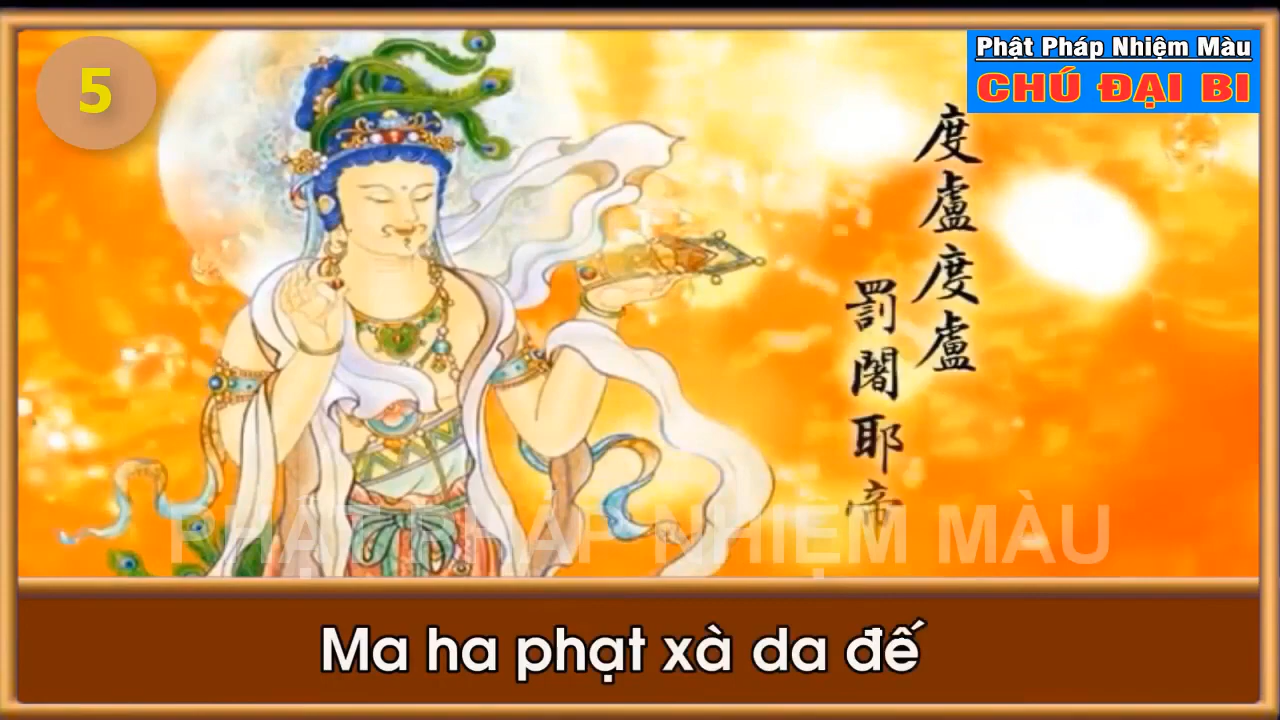 5
Phật Pháp Nhiệm Màu
CHÚ ĐẠI BI
度盧度盧
罰闍耶帝
PHẬT PHÁP NHIỆM MÀU
Ma ha phạt xà da đế